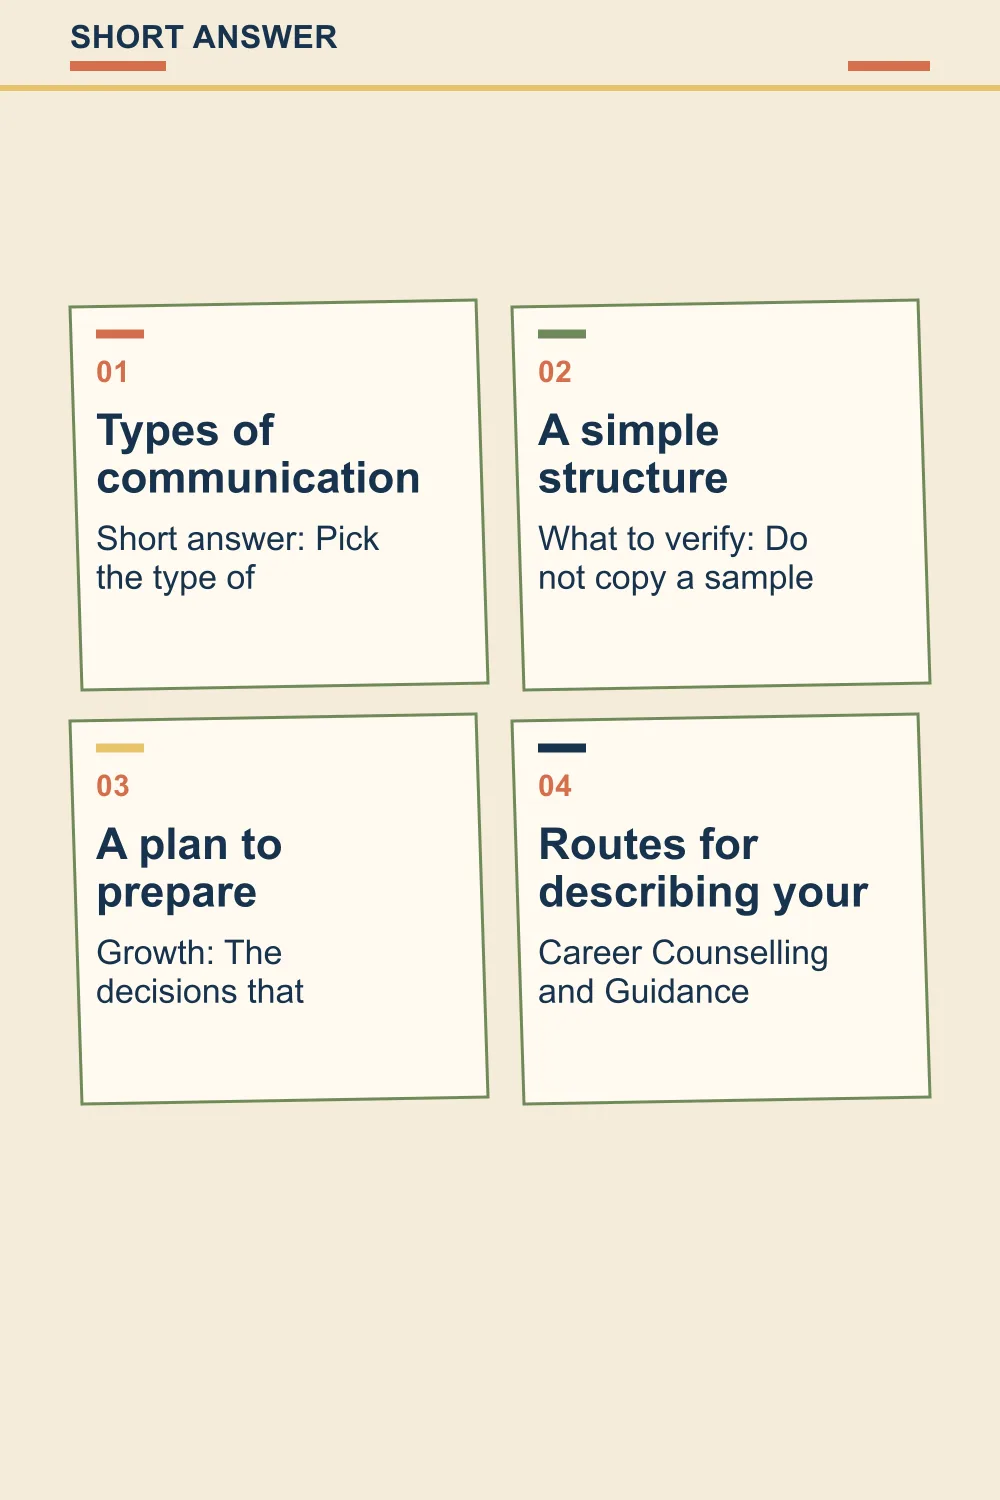 SHORT ANSWER
01
Types of
communication
Short answer: Pick
the type of
02
A simple
structure
What to verify: Do
not copy a sample
03
A plan to
prepare
Growth: The
decisions that
04
Routes for
describing your
Career Counselling
and Guidance